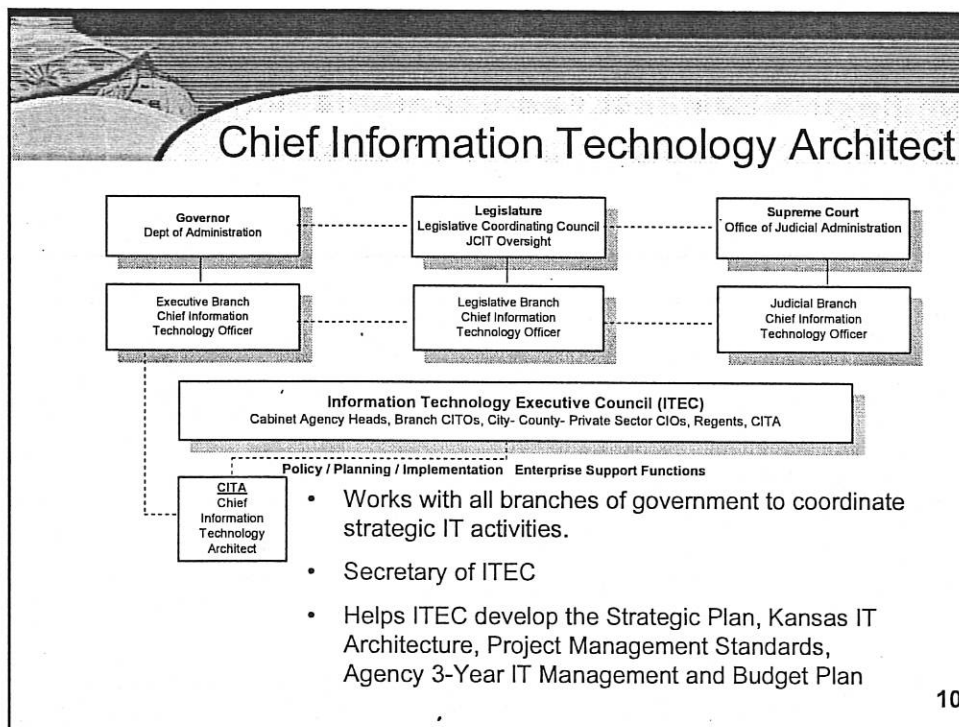 Chief Information Technology Architect
Governor
Dept of Administration
Legislature
Legislative Coordinating Council
JCIT Oversight
Supreme Court
Office of Judicial Administration
Executive Branch
Chief Information
Technology Officer
Legislative Branch
Chief Information
Technology Officer
Judicial Branch
Chief Information
Technology Officer
Information Technology Executive Council (ITEC)
Cabinet Agency Heads, Branch CITOs, City- County- Private Sector CIOs, Regents, CITA
Policy / Planning / Implementation Enterprise Support Functions
CITA
Chief
Information
Technology
Architect
• Works with all branches of government to coordinate
strategic IT activities.
• Secretary of ITEC
• Helps ITEC develop the Strategic Plan, Kansas IT
Architecture, Project Management Standards,
Agency 3-Year IT Management and Budget Plan
10